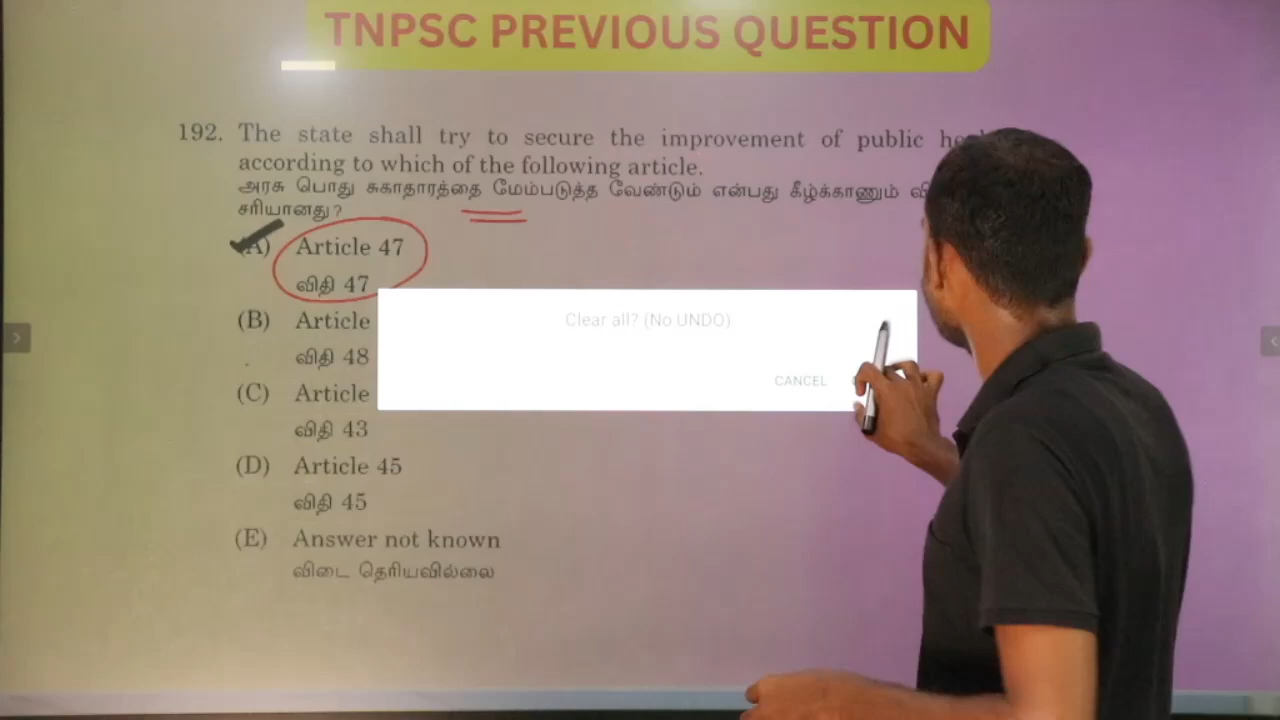 TNPSC PREVIOUS QUESTION
192. The state shall try to secure the improvement of public
according to which of the following article.
அரசு பொது சுகாதாரத்தை மேம்படுத்த வேண்டும் என்பது கீழ்க்காணும்
சரியானது?
(A) Article 47
விதி 47
(B) Article
விதி 48
(C) Article
விதி 43
(D) Article 45
விதி 45
(E) Answer not known
விடை தெரியவில்லை
Clear all? (No UNDO)
CANCEL